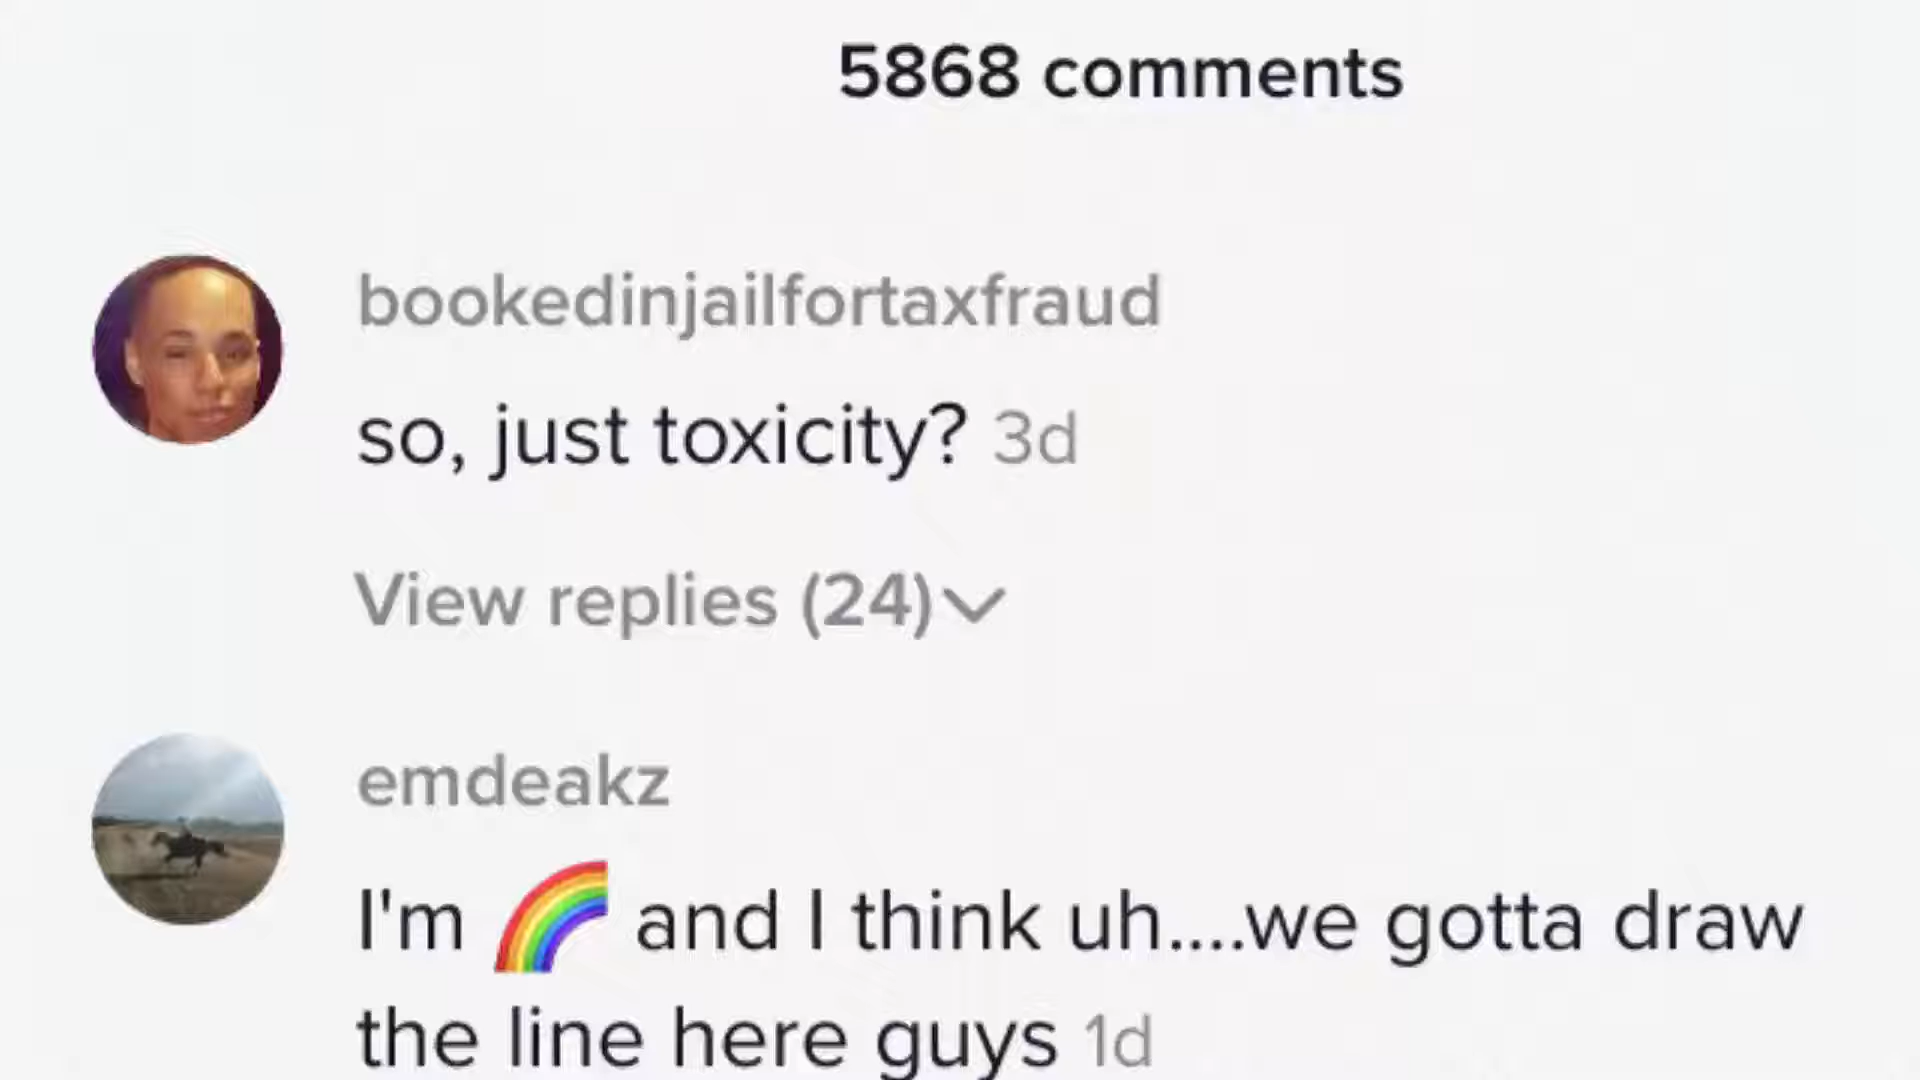 5868 comments
bookedinjailfortaxfraud
so, just toxicity? 3d
View replies (24)
emdeakz
I'm 🌈 and I think uh....we gotta draw
the line here guys 1d